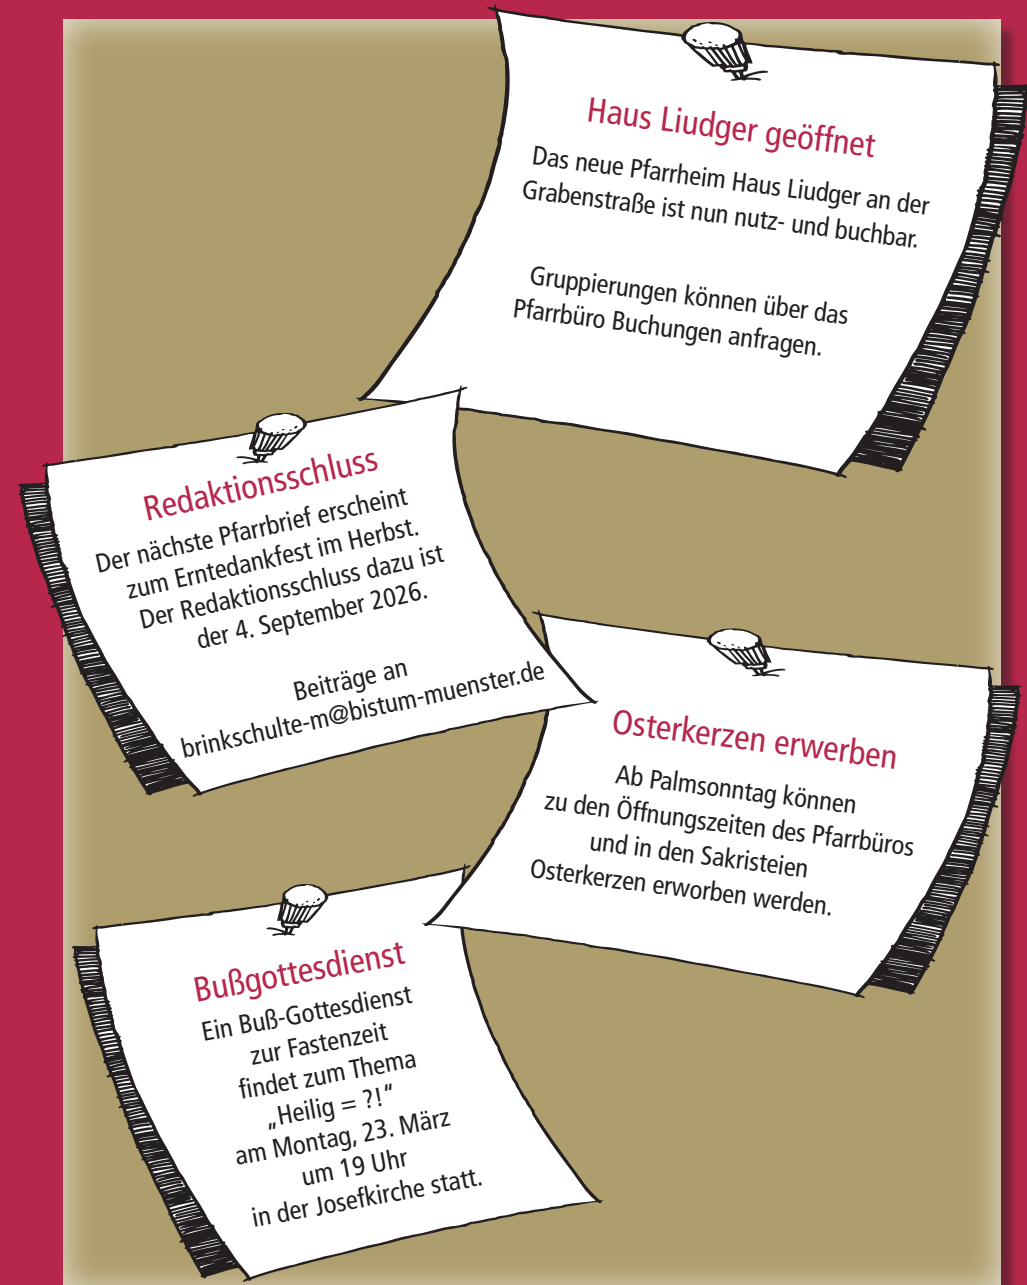 Haus Liudger geöffnet
Das neue Pfarrheim Haus Liudger an der
Grabenstraße ist nun nutz- und buchbar.
Gruppierungen können über das
Pfarrbüro Buchungen anfragen.
Redaktionsschluss
Der nächste Pfarrbrief erscheint
zum Erntedankfest im Herbst.
Der Redaktionsschluss dazu ist
der 4. September 2026.
Beiträge an
brinkschulte-m@bistum-muenster.de
Osterkerzen erwerben
Ab Palmsonntag können
zu den Öffnungszeiten des Pfarrbüros
und in den Sakristeien
Osterkerzen erworben werden.
Bußgottesdienst
Ein Buß-Gottesdienst
zur Fastenzeit
findet zum Thema
„Heilig = ?!“
am Montag, 23. März
um 19 Uhr
in der Josefkirche statt.